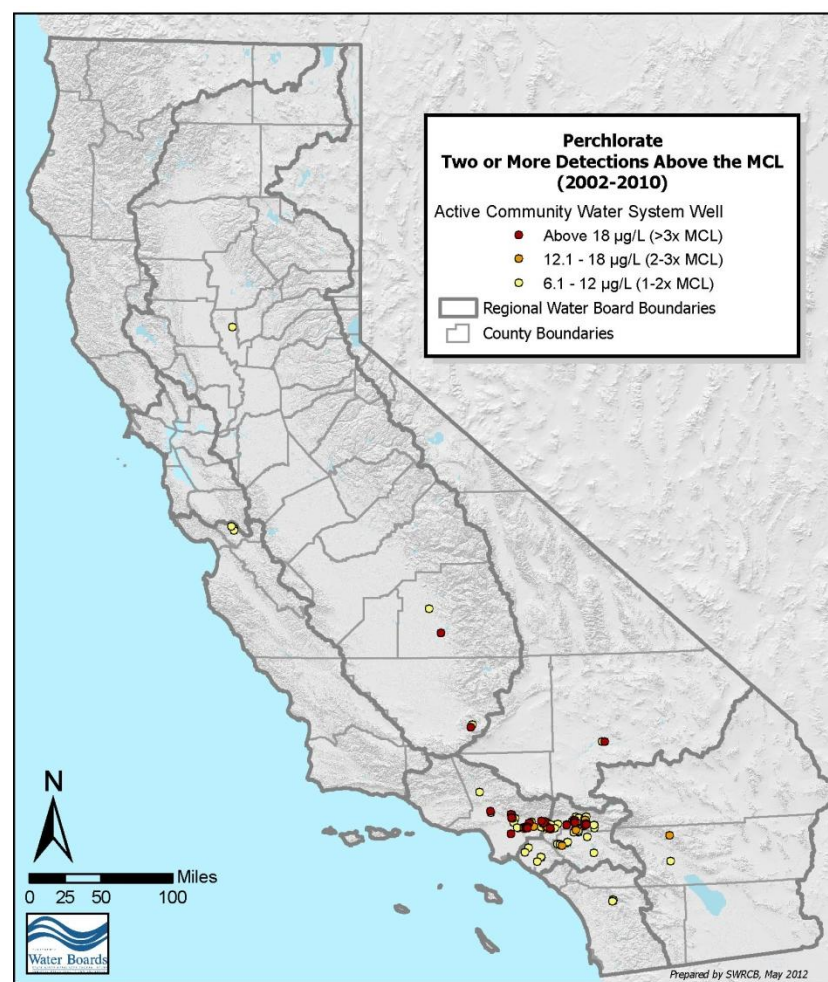 Perchlorate
Two or More Detections Above the MCL
(2002-2010)
Active Community Water System Well
Above 18 µg/L (>3x MCL)
12.1 - 18 µg/L (2-3x MCL)
6.1 - 12 µg/L (1-2x MCL)
Regional Water Board Boundaries
County Boundaries
N
Miles
0 25 50 100
Water Boards
Prepared by SWRCB, May 2012